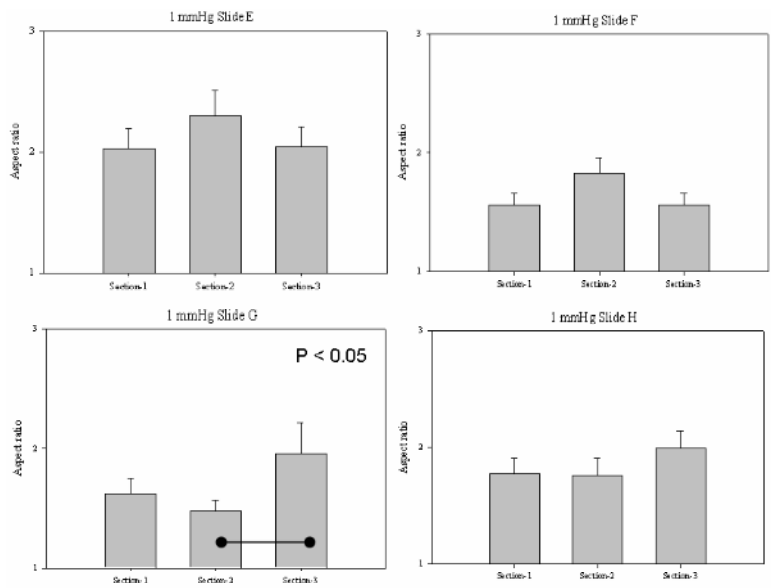 1 mmHg Slide E
3
2
1
Aspect ratio
Section-1 Section-2 Section-3
1 mmHg Slide F
3
2
1
Aspect ratio
Section-1 Section-2 Section-3
1 mmHg Slide G
P < 0.05
3
2
1
Aspect ratio
Section-1 Section-2 Section-3
1 mmHg Slide H
3
2
1
Aspect ratio
Section-1 Section-2 Section-3